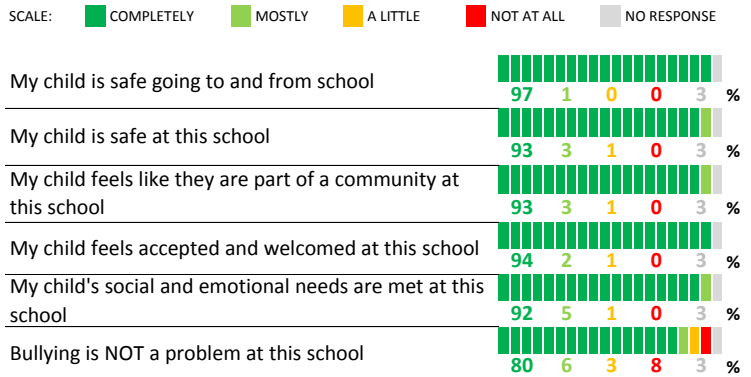 SCALE: COMPLETELY MOSTLY A LITTLE NOT AT ALL NO RESPONSE
My child is safe going to and from school
97 1 0 0 3 %
My child is safe at this school
93 3 1 0 3 %
My child feels like they are part of a community at
this school
93 3 1 0 3 %
My child feels accepted and welcomed at this school
94 2 1 0 3 %
My child's social and emotional needs are met at this
school
92 5 1 0 3 %
Bullying is NOT a problem at this school
80 6 3 8 3 %